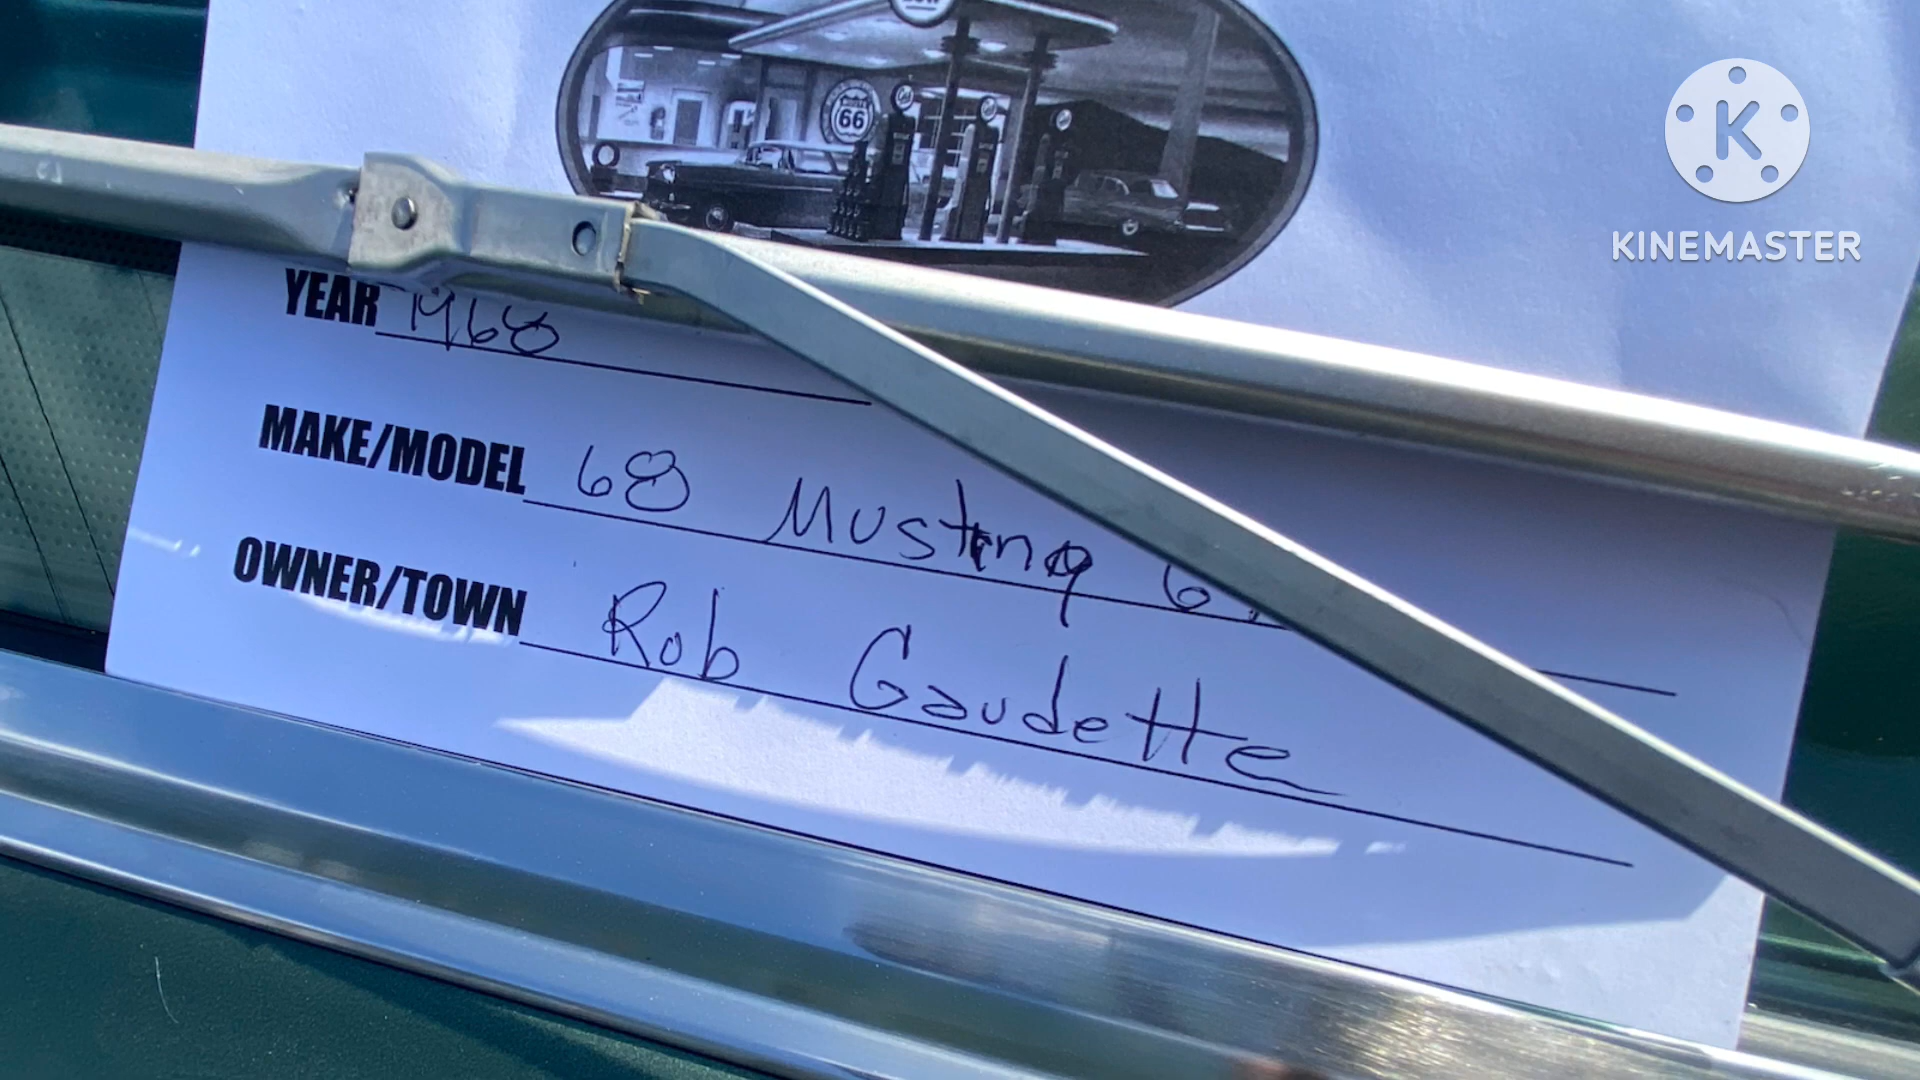 66
KINEMASTER
YEAR 1968
MAKE/MODEL 68 Mustang
OWNER/TOWN Rob Gaudette